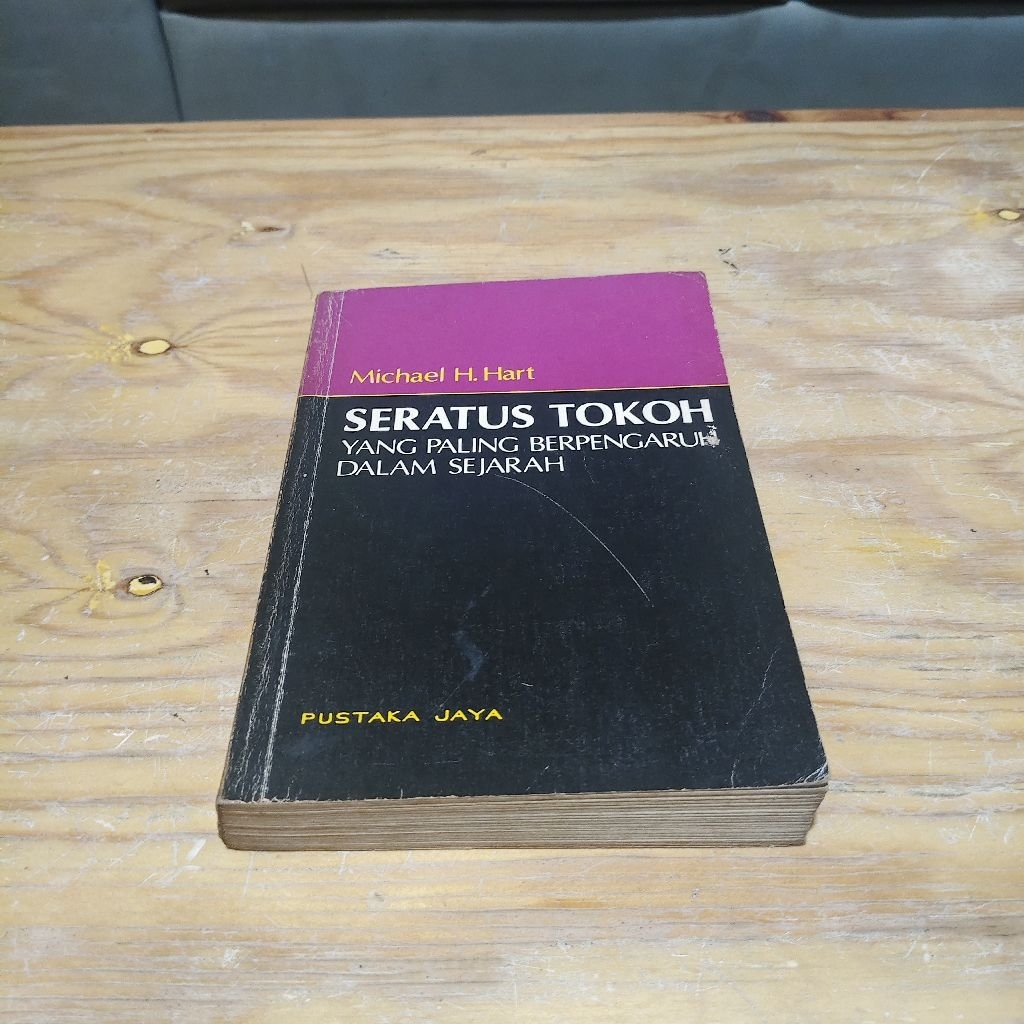 Michael H. Hart
SERATUS TOKOH
YANG PALING BERPENGARUH
DALAM SEJARAH
PUSTAKA JAYA